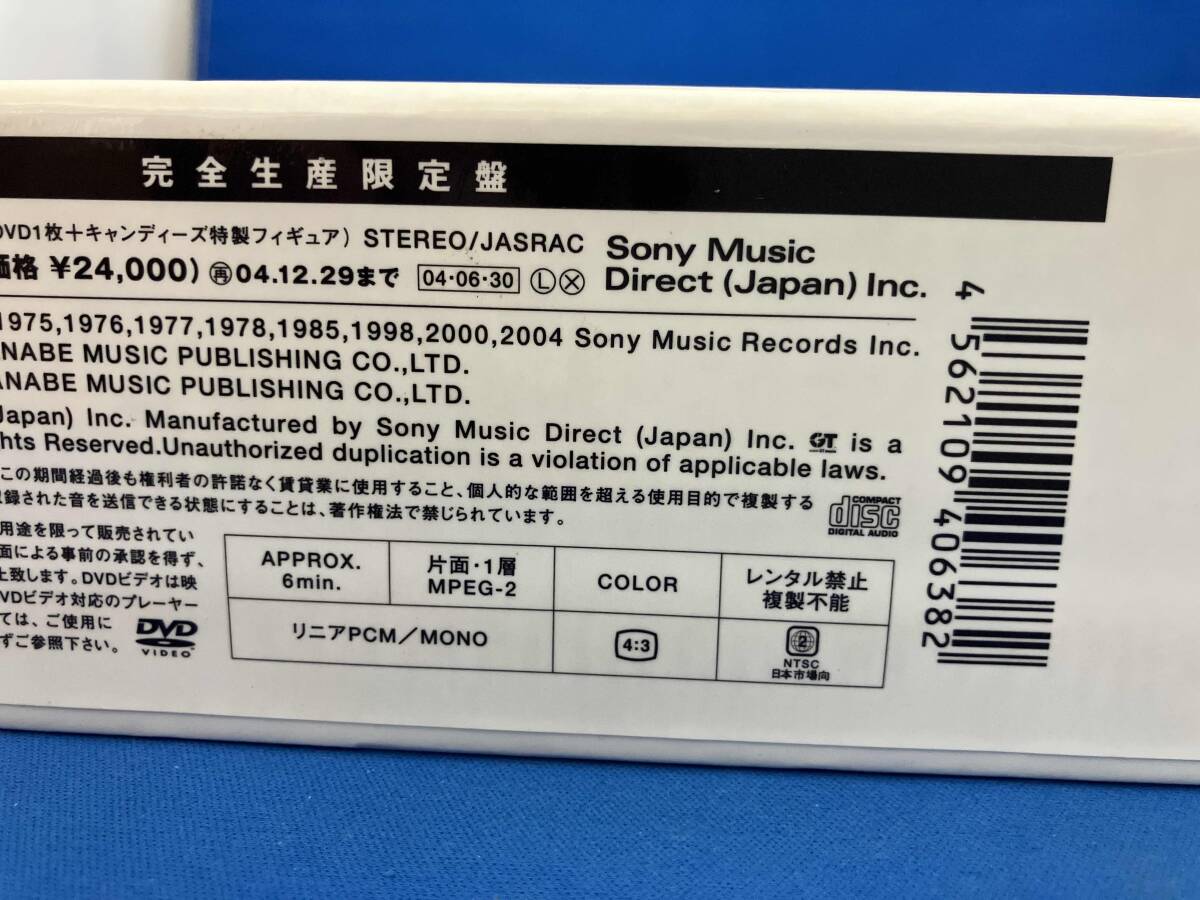 完全生産限定盤
DVD1枚+キャンディーズ特製フィギュア) STEREO/JASRAC
価格 ¥24,000) 再04.12.29まで 04・06・30 L X
Sony Music
Direct (Japan) Inc.
1975,1976,1977,1978,1985,1998,2000,2004 Sony Music Records Inc.
ANABE MUSIC PUBLISHING CO.,LTD.
ANABE MUSIC PUBLISHING CO.,LTD.
(Japan) Inc. Manufactured by Sony Music Direct (Japan) Inc. GT is a
ghts Reserved.Unauthorized duplication is a violation of applicable laws.
この期間経過後も権利者の許諾なく賃貸業に使用すること、個人的な範囲を超える使用目的で複製する
収録された音を送信できる状態にすることは、著作権法で禁じられています。
COMPACT
disc
DIGITAL AUDIO
用途を限って販売されてい
面による事前の承認を得ず、
止致します。DVDビデオは映
DVDビデオ対応のプレーヤー
ては、ご使用に
ずご参照下さい。
DVD
VIDEO
APPROX.
6min.
片面・1層
MPEG-2
COLOR
レンタル禁止
複製不能
リニアPCM/MONO
4:3
2
NTSC
日本市場向
4 562109 406382